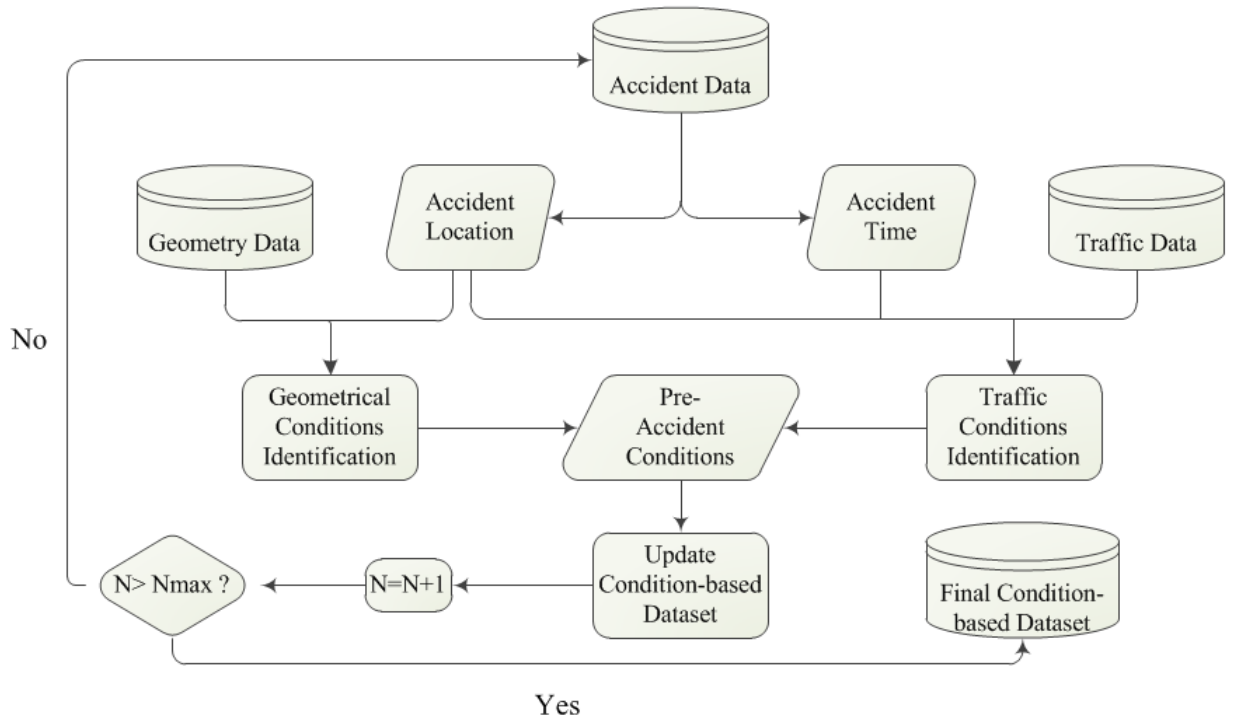 Accident Data
Accident
Location
Accident
Time
Geometry Data
Traffic Data
No
Geometrical
Conditions
Identification
Pre-
Accident
Conditions
Traffic
Conditions
Identification
N> Nmax ?
N=N+1
Update
Condition-based
Dataset
Final Condition-
based Dataset
Yes